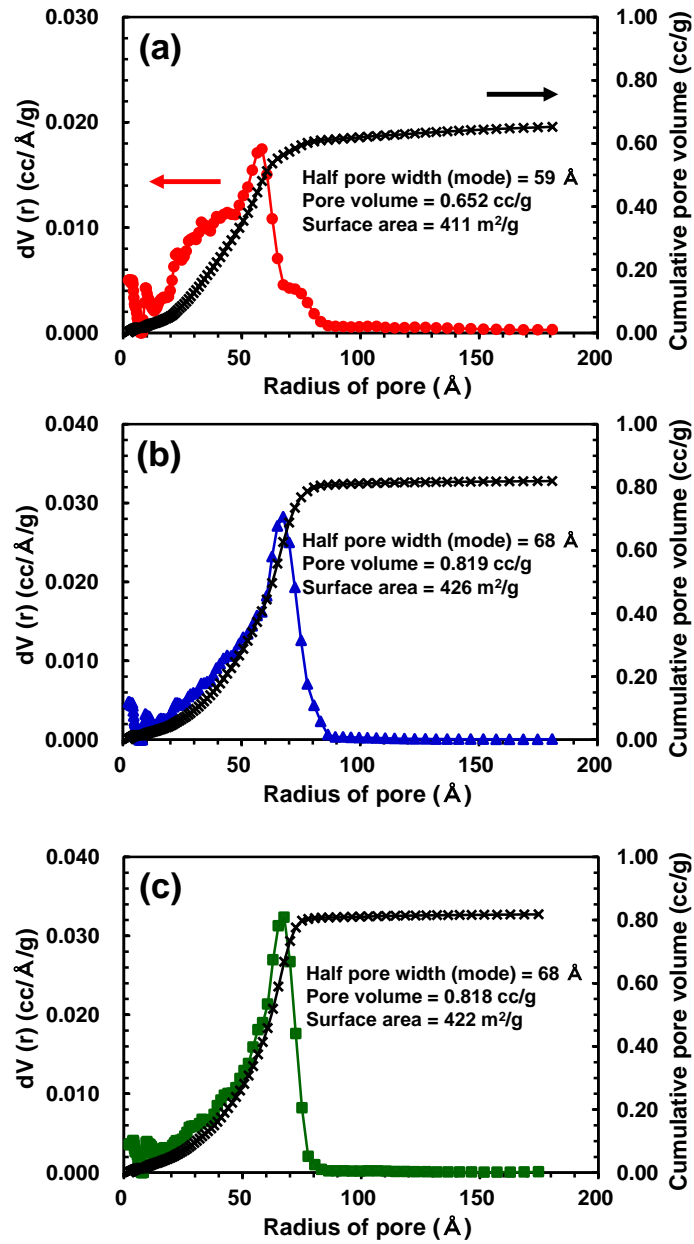 (a)
dV (r) (cc/Å/g)
0.030
0.020
0.010
0.000
Half pore width (mode) = 59 Å
Pore volume = 0.652 cc/g
Surface area = 411 m²/g
1.00
0.80
0.60
0.40
0.20
0.00
Cumulative pore volume (cc/g)
0 50 100 150 200
Radius of pore (Å)
(b)
dV (r) (cc/Å/g)
0.040
0.030
0.020
0.010
0.000
Half pore width (mode) = 68 Å
Pore volume = 0.819 cc/g
Surface area = 426 m²/g
1.00
0.80
0.60
0.40
0.20
0.00
Cumulative pore volume (cc/g)
0 50 100 150 200
Radius of pore (Å)
(c)
dV (r) (cc/Å/g)
0.040
0.030
0.020
0.010
0.000
Half pore width (mode) = 68 Å
Pore volume = 0.818 cc/g
Surface area = 422 m²/g
1.00
0.80
0.60
0.40
0.20
0.00
Cumulative pore volume (cc/g)
0 50 100 150 200
Radius of pore (Å)